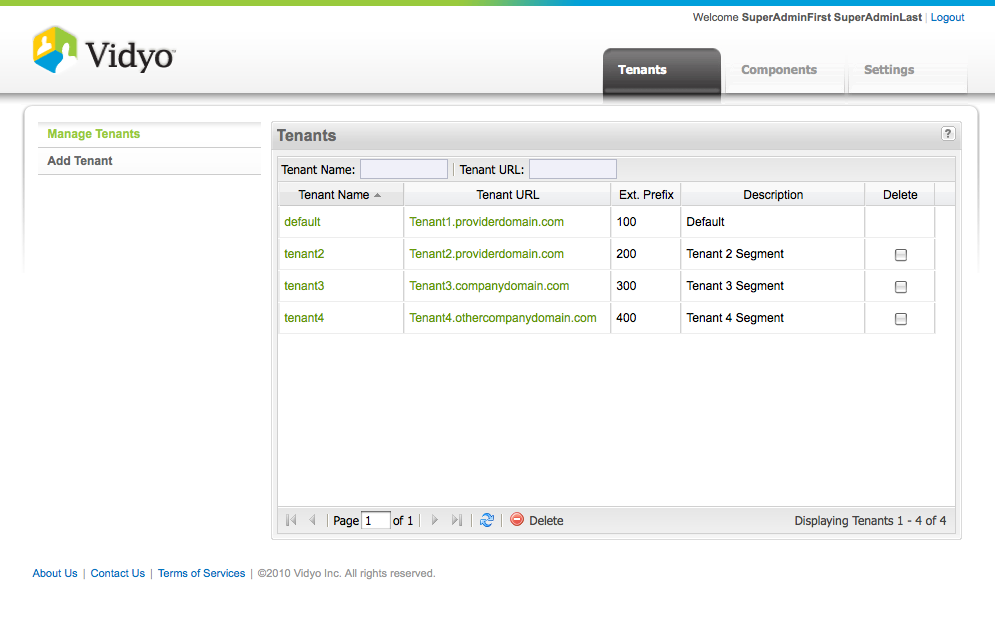 Welcome SuperAdminFirst SuperAdminLast | Logout
Vidyo™
Tenants Components Settings
Manage Tenants
Add Tenant
Tenants ?
Tenant Name: | Tenant URL:
Tenant Name Tenant URL Ext. Prefix Description Delete
default Tenant1.providerdomain.com 100 Default
tenant2 Tenant2.providerdomain.com 200 Tenant 2 Segment
tenant3 Tenant3.companydomain.com 300 Tenant 3 Segment
tenant4 Tenant4.othercompanydomain.com 400 Tenant 4 Segment
Page 1 of 1 Delete Displaying Tenants 1 - 4 of 4
About Us | Contact Us | Terms of Services | ©2010 Vidyo Inc. All rights reserved.